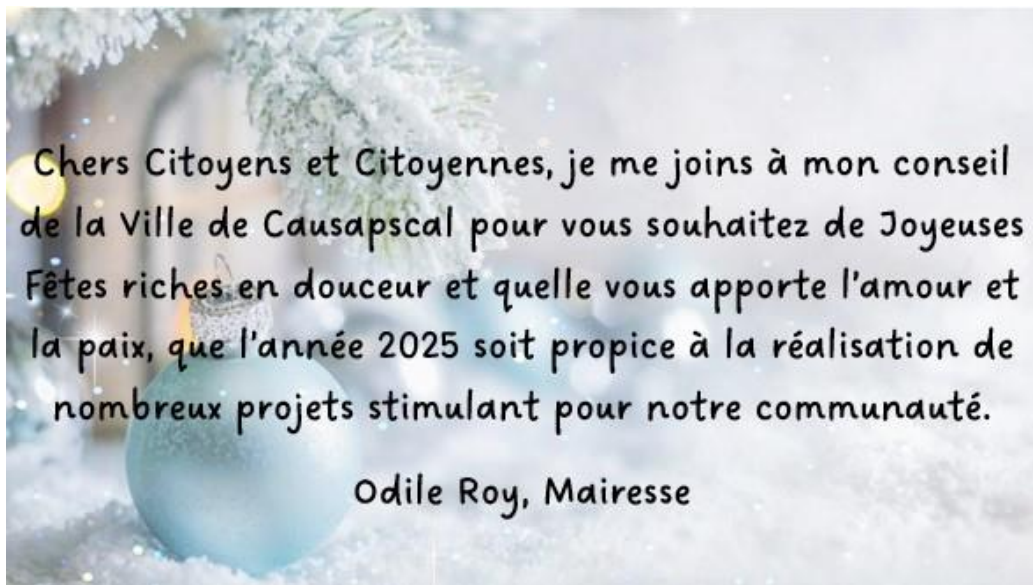 Chers Citoyens et Citoyennes, je me joins à mon conseil
de la Ville de Causapscal pour vous souhaitez de Joyeuses
Fêtes riches en douceur et quelle vous apporte l'amour et
la paix, que l'année 2025 soit propice à la réalisation de
nombreux projets stimulant pour notre communauté.
Odile Roy, Mairesse